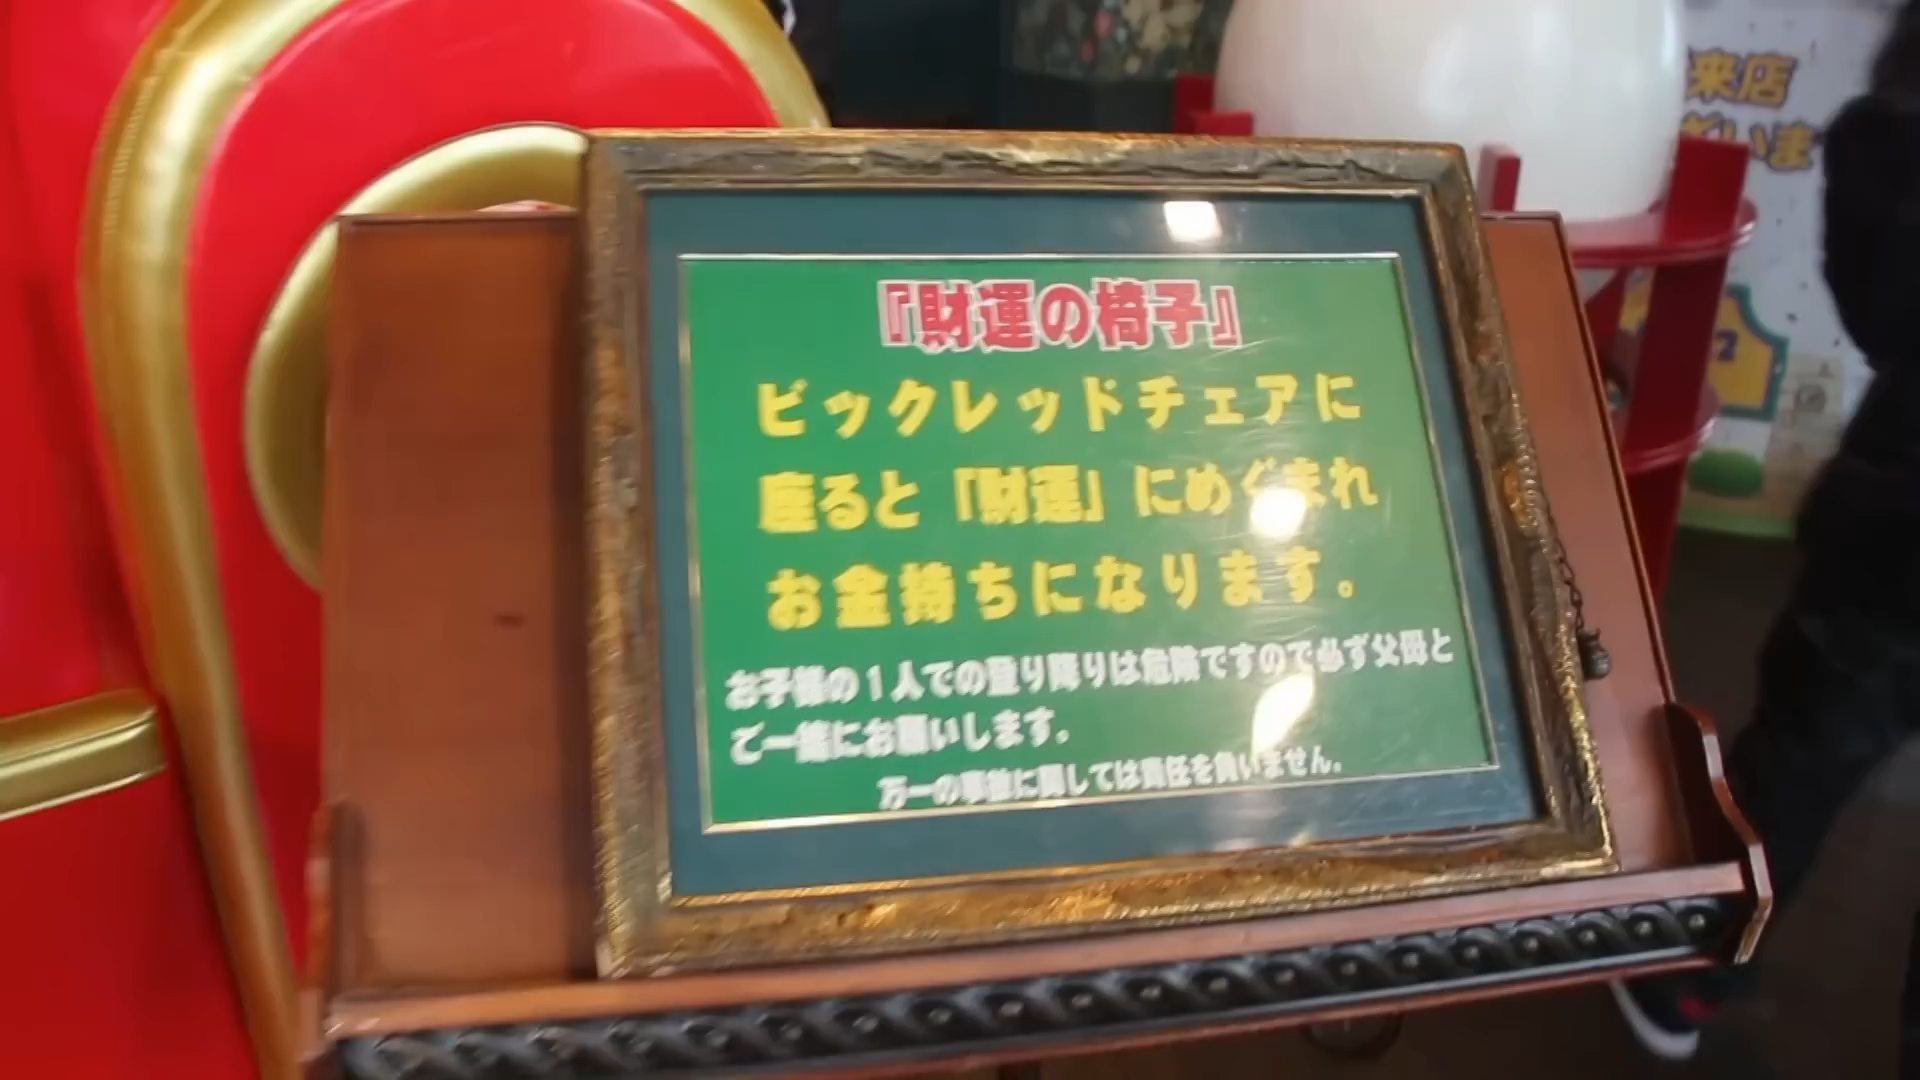 『財運の椅子』
ビックレッドチェアに
座ると「財運」にめぐまれ
お金持ちになります。
お子様の1人での登り降りは危険ですので必ず父母と
ご一緒にお願いします。
万一の事故に関しては責任を負いません。
来店
いま